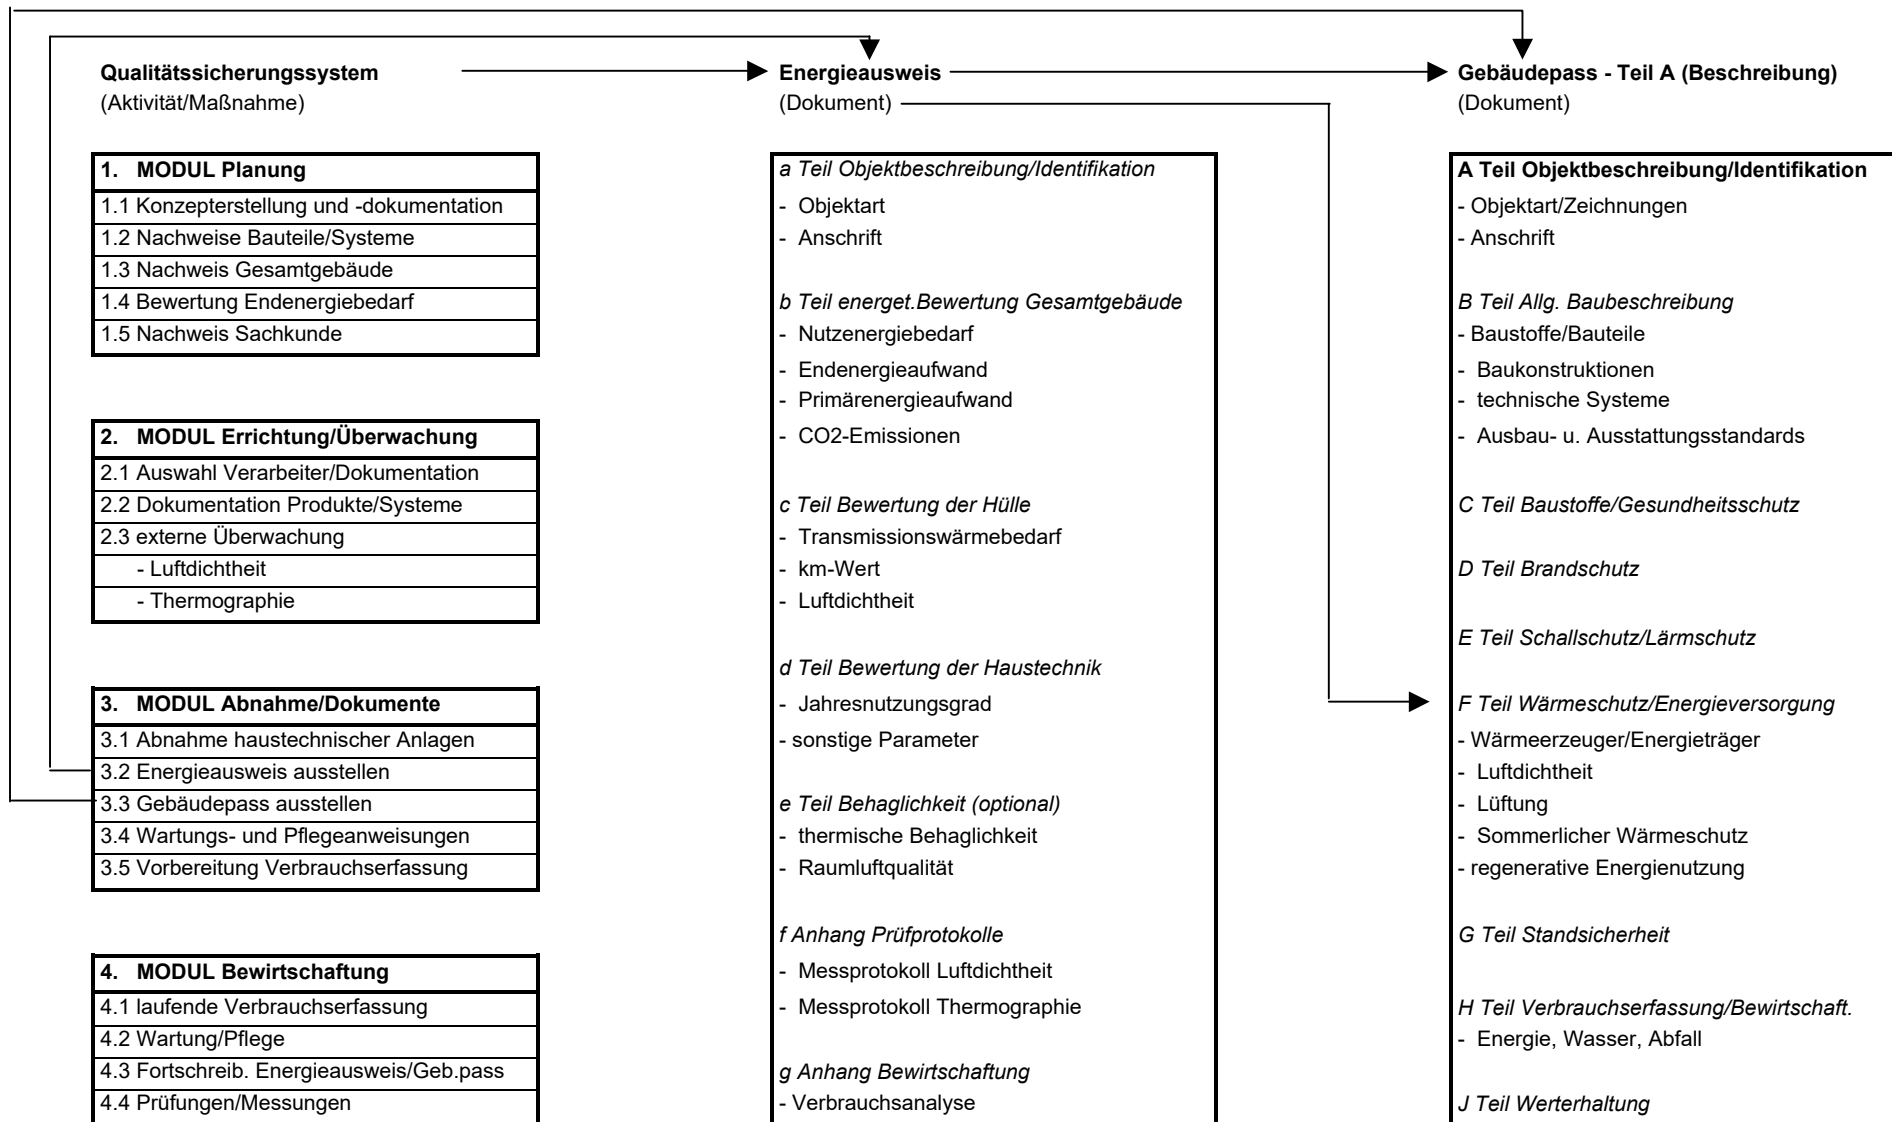 Qualitätssicherungssystem
(Aktivität/Maßnahme)
1. MODUL Planung
1.1 Konzepterstellung und -dokumentation
1.2 Nachweise Bauteile/Systeme
1.3 Nachweis Gesamtgebäude
1.4 Bewertung Endenergiebedarf
1.5 Nachweis Sachkunde
2. MODUL Errichtung/Überwachung
2.1 Auswahl Verarbeiter/Dokumentation
2.2 Dokumentation Produkte/Systeme
2.3 externe Überwachung
- Luftdichtheit
- Thermographie
3. MODUL Abnahme/Dokumente
3.1 Abnahme haustechnischer Anlagen
3.2 Energieausweis ausstellen
3.3 Gebäudepass ausstellen
3.4 Wartungs- und Pflegeanweisungen
3.5 Vorbereitung Verbrauchserfassung
4. MODUL Bewirtschaftung
4.1 laufende Verbrauchserfassung
4.2 Wartung/Pflege
4.3 Fortschreib. Energieausweis/Geb.pass
4.4 Prüfungen/Messungen
Energieausweis
(Dokument)
a Teil Objektbeschreibung/Identifikation
- Objektart
- Anschrift
b Teil energet.Bewertung Gesamtgebäude
- Nutzenergiebedarf
- Endenergieaufwand
- Primärenergieaufwand
- CO2-Emissionen
c Teil Bewertung der Hülle
- Transmissionswärmebedarf
- km-Wert
- Luftdichtheit
d Teil Bewertung der Haustechnik
- Jahresnutzungsgrad
- sonstige Parameter
e Teil Behaglichkeit (optional)
- thermische Behaglichkeit
- Raumluftqualität
f Anhang Prüfprotokolle
- Messprotokoll Luftdichtheit
- Messprotokoll Thermographie
g Anhang Bewirtschaftung
- Verbrauchsanalyse
Gebäudepass - Teil A (Beschreibung)
(Dokument)
A Teil Objektbeschreibung/Identifikation
- Objektart/Zeichnungen
- Anschrift
B Teil Allg. Baubeschreibung
- Baustoffe/Bauteile
- Baukonstruktionen
- technische Systeme
- Ausbau- u. Ausstattungsstandards
C Teil Baustoffe/Gesundheitsschutz
D Teil Brandschutz
E Teil Schallschutz/Lärmschutz
F Teil Wärmeschutz/Energieversorgung
- Wärmeerzeuger/Energieträger
- Luftdichtheit
- Lüftung
- Sommerlicher Wärmeschutz
- regenerative Energienutzung
G Teil Standsicherheit
H Teil Verbrauchserfassung/Bewirtschaft.
- Energie, Wasser, Abfall
J Teil Werterhaltung